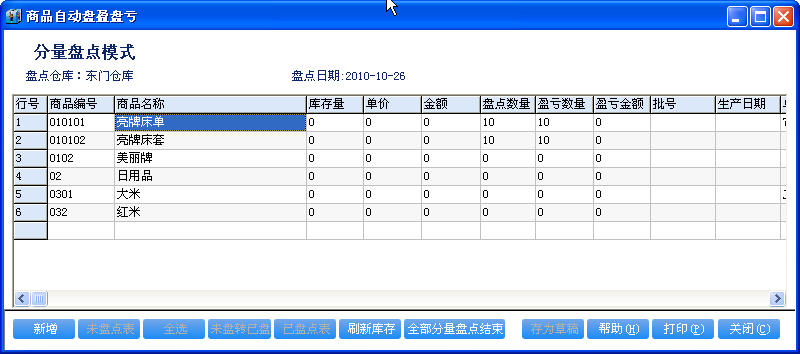 商品自动盘盈盘亏
分量盘点模式
盘点仓库：东门仓库 盘点日期:2010-10-26
行号 商品编号 商品名称 库存量 单价 金额 盘点数量 盈亏数量 盈亏金额 批号 生产日期
1 010101 亮牌床单 0 0 0 10 10 0
2 010102 亮牌床套 0 0 0 10 10 0
3 0102 美丽牌 0 0 0 0 0 0
4 02 日用品 0 0 0 0 0 0
5 0301 大米 0 0 0 0 0 0
6 032 红米 0 0 0 0 0 0
新增 未盘点表 全选 未盘转已盘 已盘点表 刷新库存 全部分量盘点结束 存为草稿 帮助(H) 打印(P) 关闭(C)